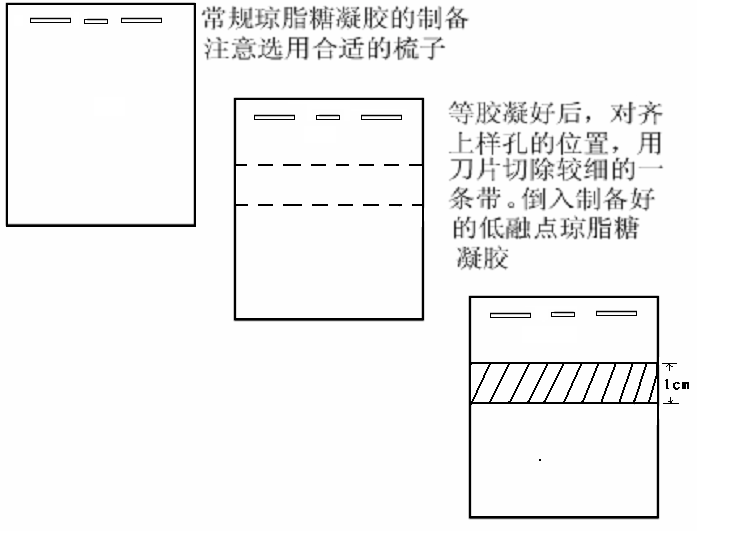 常规琼脂糖凝胶的制备
注意选用合适的梳子
等胶凝好后，对齐
上样孔的位置，用
刀片切除较细的一
条带。倒入制备好
的低融点琼脂糖
凝胶
1cm